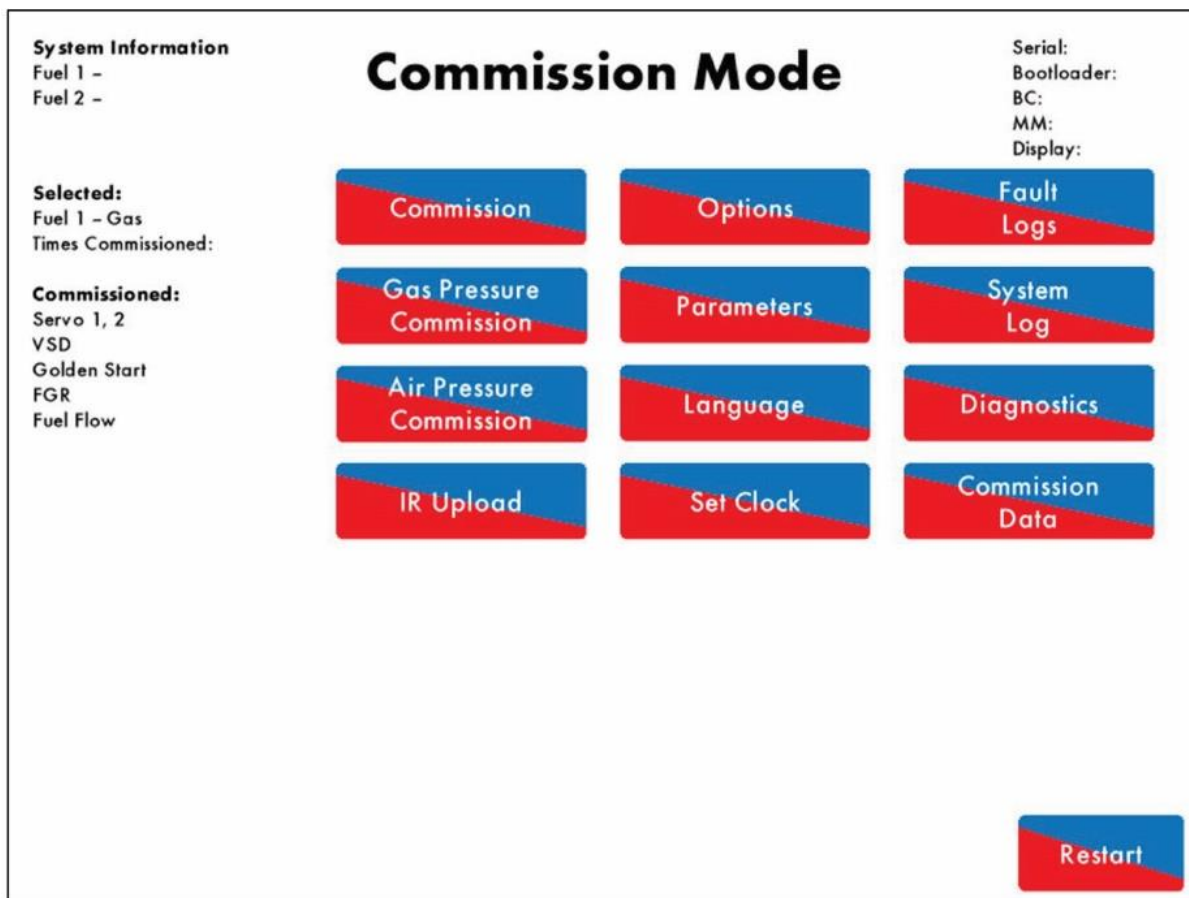 System Information
Fuel 1 –
Fuel 2 –
Commission Mode
Serial:
Bootloader:
BC:
MM:
Display:
Selected:
Fuel 1 – Gas
Times Commissioned:
Commissioned:
Servo 1, 2
VSD
Golden Start
FGR
Fuel Flow
Commission
Options
Fault
Logs
Gas Pressure
Commission
Parameters
System
Log
Air Pressure
Commission
Language
Diagnostics
IR Upload
Set Clock
Commission
Data
Restart